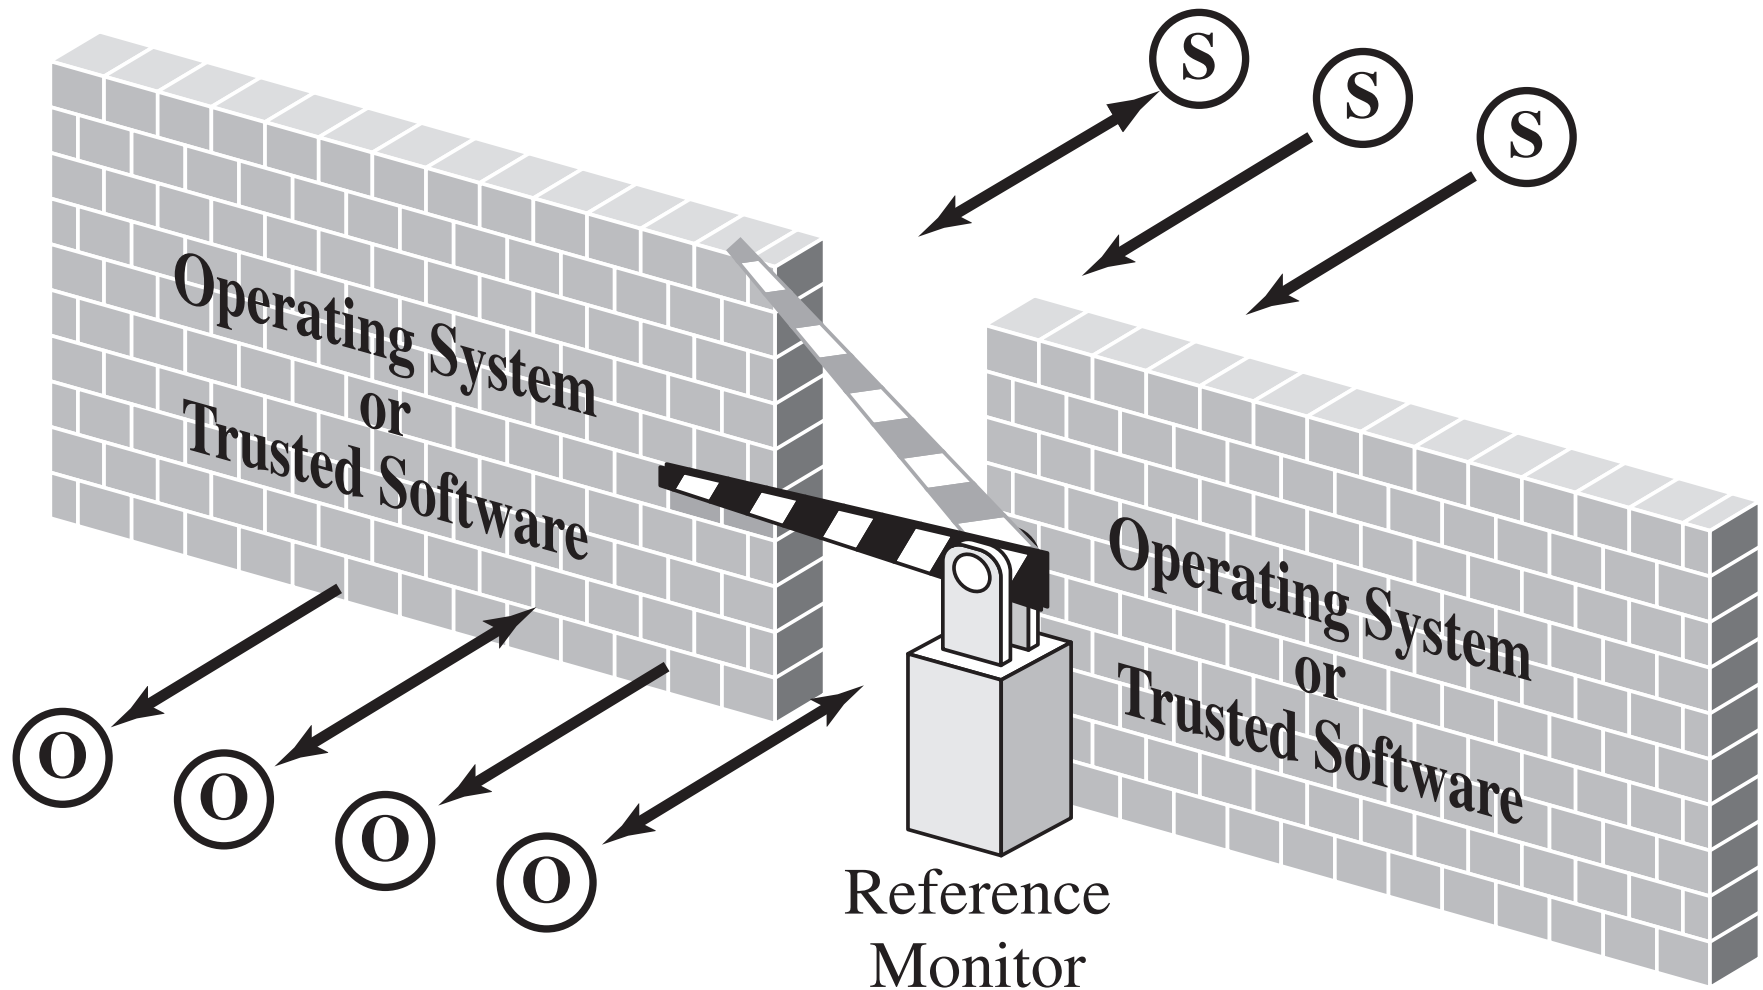 S
S
S
Operating System
or
Trusted Software
Operating System
or
Trusted Software
O
O
O
O
Reference
Monitor